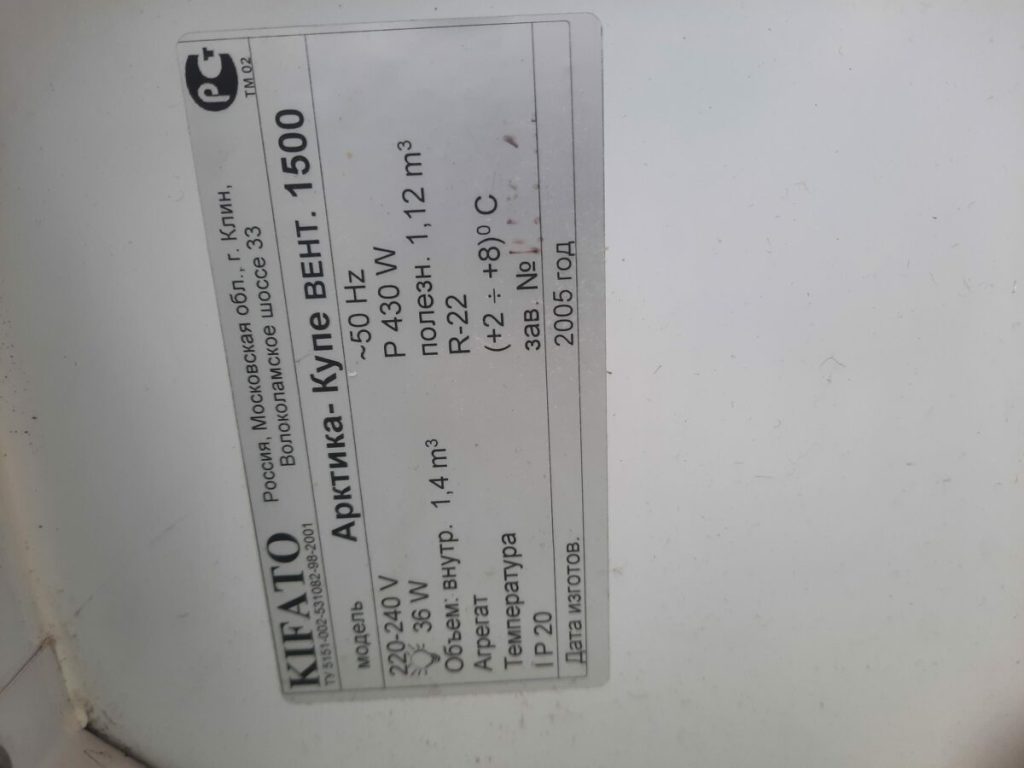 KIFATO
ТУ 3151-002-531082-98-2001
Россия, Московская обл., г. Клин,
Волоколамское шоссе 33
РСт
ТМ 02
модель Арктика- Купе ВЕНТ. 1500
220-240 V ~50 Hz
36 W P 430 W
Объем: внутр. 1,4 m³ полезн. 1,12 m³
Агрегат R-22
Температура (+2 ÷ +8)⁰ C
I P 20 зав. №
Дата изготов. 2005 год